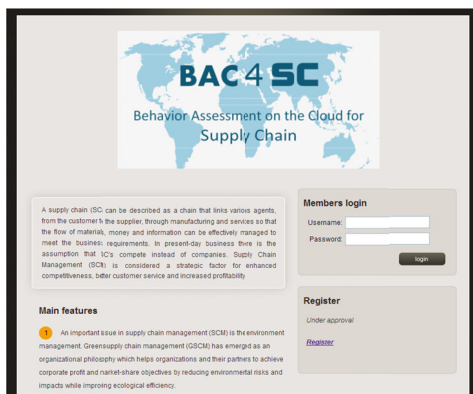 BAC 4 SC
Behavior Assessment on the Cloud for
Supply Chain
A supply chain (SC can be described as a chain that links various agents,
from the customer to the supplier, through manufacturing and services so that
the flow of materials, money and information can be effectively managed to
meet the business requirements. In present-day business there is the
assumption that SC's compete instead of companies. Supply Chain
Management (SCM) is considered a strategic factor for enhanced
competitiveness, better customer service and increased profitability
Main features
1 An important issue in supply chain management (SCM) is the environment
management. Greensupply chain management (GSCM) has emerged as an
organizational philosophy which helps organizations and their partners to achieve
corporate profit and market-share objectives by reducing environmental risks and
impacts while improving ecological efficiency.
Members login
Username:
Password:
login
Register
Under approval
Register